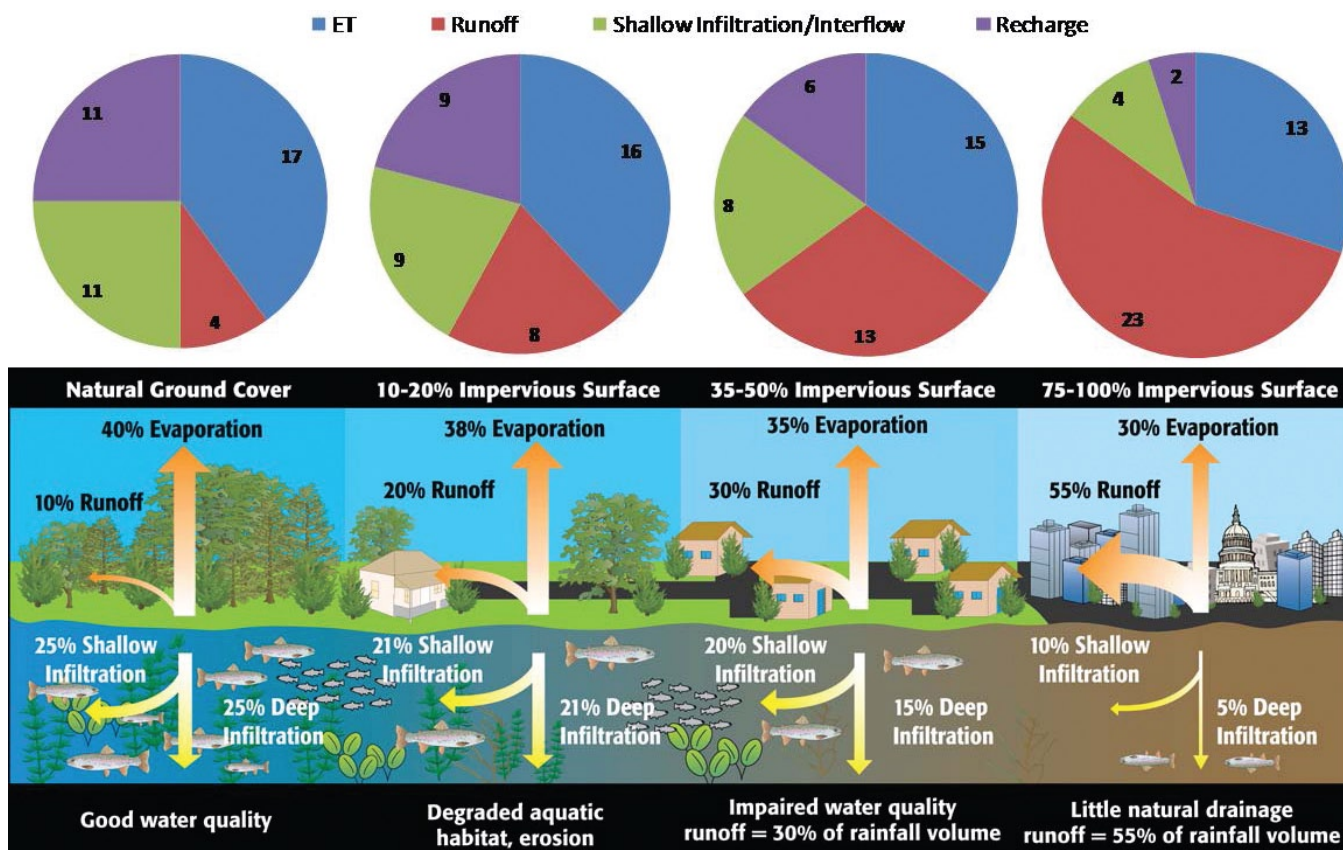 ET Runoff Shallow Infiltration/Interflow Recharge
11 17 11 4
9 16 9 8
6 15 8 13
2 13 4 23
Natural Ground Cover
40% Evaporation
10% Runoff
25% Shallow
Infiltration
25% Deep
Infiltration
Good water quality
10-20% Impervious Surface
38% Evaporation
20% Runoff
21% Shallow
Infiltration
21% Deep
Infiltration
Degraded aquatic
habitat, erosion
35-50% Impervious Surface
35% Evaporation
30% Runoff
20% Shallow
Infiltration
15% Deep
Infiltration
Impaired water quality
runoff = 30% of rainfall volume
75-100% Impervious Surface
30% Evaporation
55% Runoff
10% Shallow
Infiltration
5% Deep
Infiltration
Little natural drainage
runoff = 55% of rainfall volume